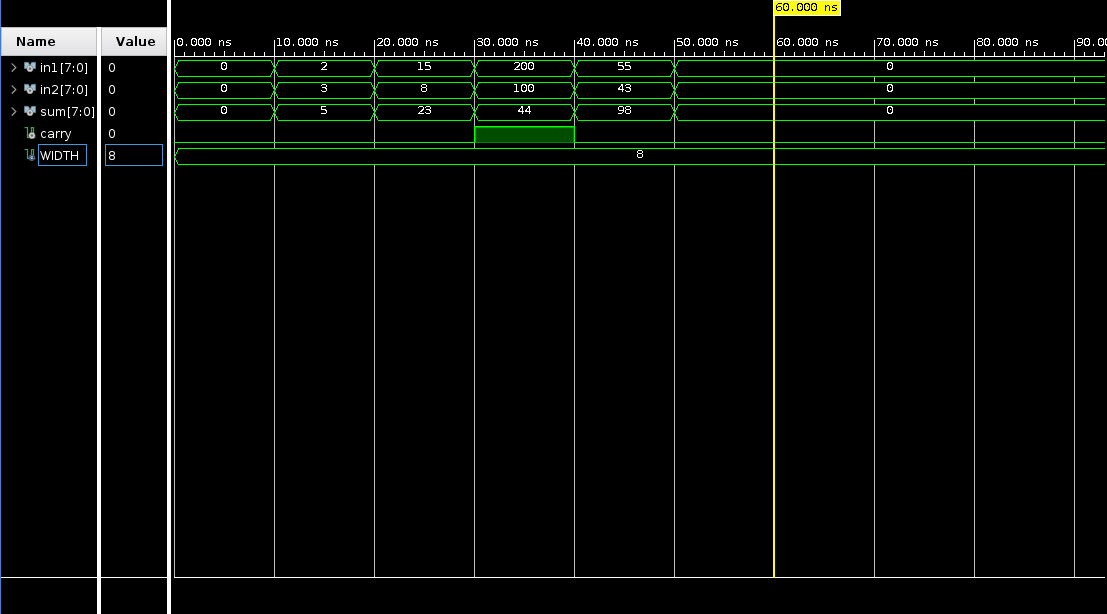 60.000 ns
Name Value
0.000 ns 10.000 ns 20.000 ns 30.000 ns 40.000 ns 50.000 ns 60.000 ns 70.000 ns 80.000 ns 90.0
in1[7:0] 0 0 2 15 200 55 0
in2[7:0] 0 0 3 8 100 43 0
sum[7:0] 0 0 5 23 44 98 0
carry 0
WIDTH 8 8